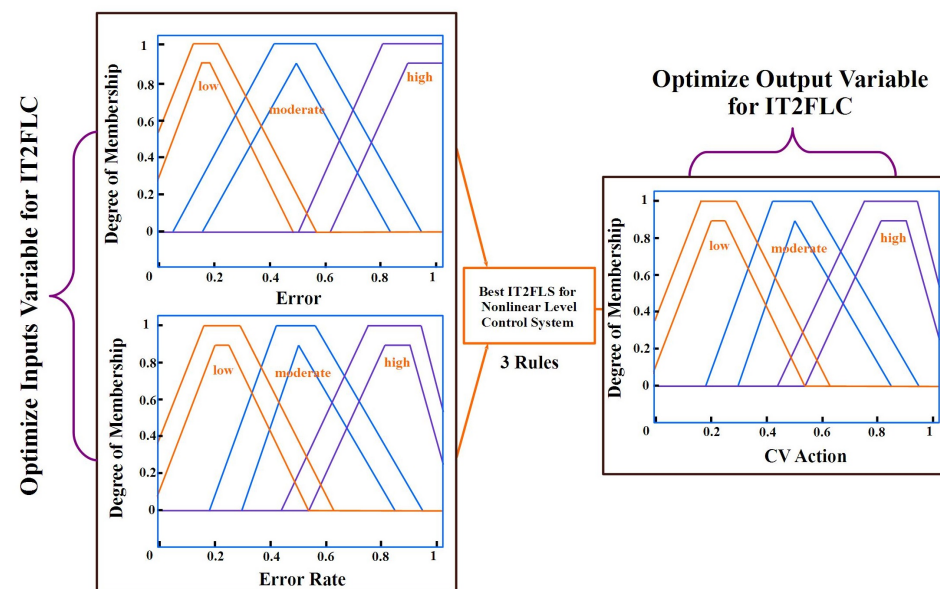 Optimize Inputs Variable for IT2FLC
Degree of Membership
1
0.8
0.6
0.4
0.2
0
low
moderate
high
0 0.2 0.4 0.6 0.8 1
Error
Degree of Membership
1
0.8
0.6
0.4
0.2
0
low
moderate
high
0 0.2 0.4 0.6 0.8 1
Error Rate
Best IT2FLS for
Nonlinear Level
Control System
3 Rules
Optimize Output Variable
for IT2FLC
Degree of Membership
1
0.8
0.6
0.4
0.2
0
low
moderate
high
0 0.2 0.4 0.6 0.8 1
CV Action